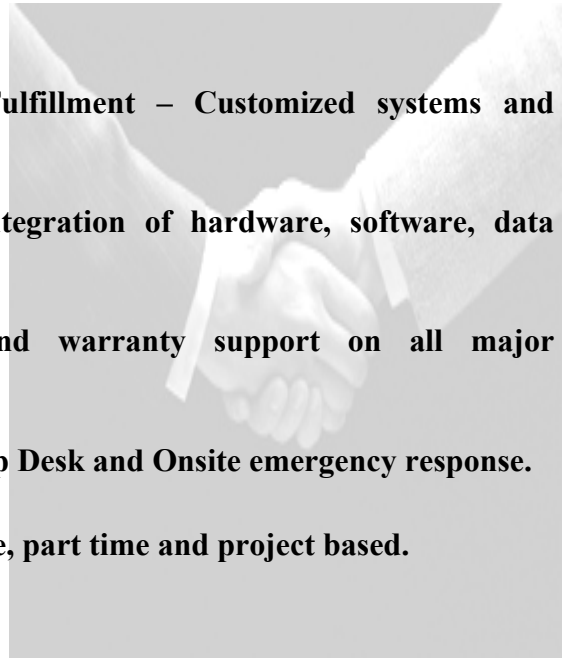 ulfillment – Customized systems and
tegration of hardware, software, data
nd warranty support on all major
p Desk and Onsite emergency response.
e, part time and project based.